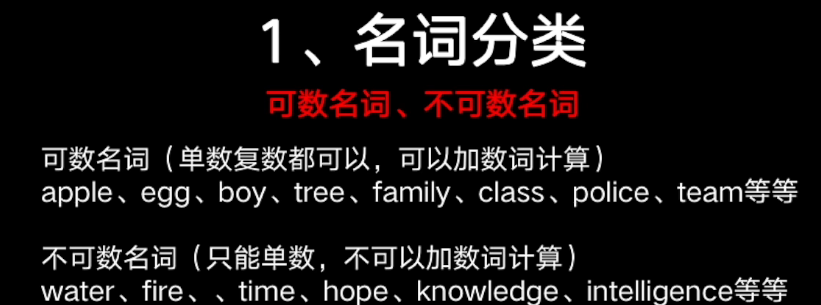 1、名词分类
可数名词、不可数名词
可数名词（单数复数都可以，可以加数词计算）
apple、egg、boy、tree、family、class、police、team等等
不可数名词（只能单数，不可以加数词计算）
water、fire、、time、hope、knowledge、intelligence等等